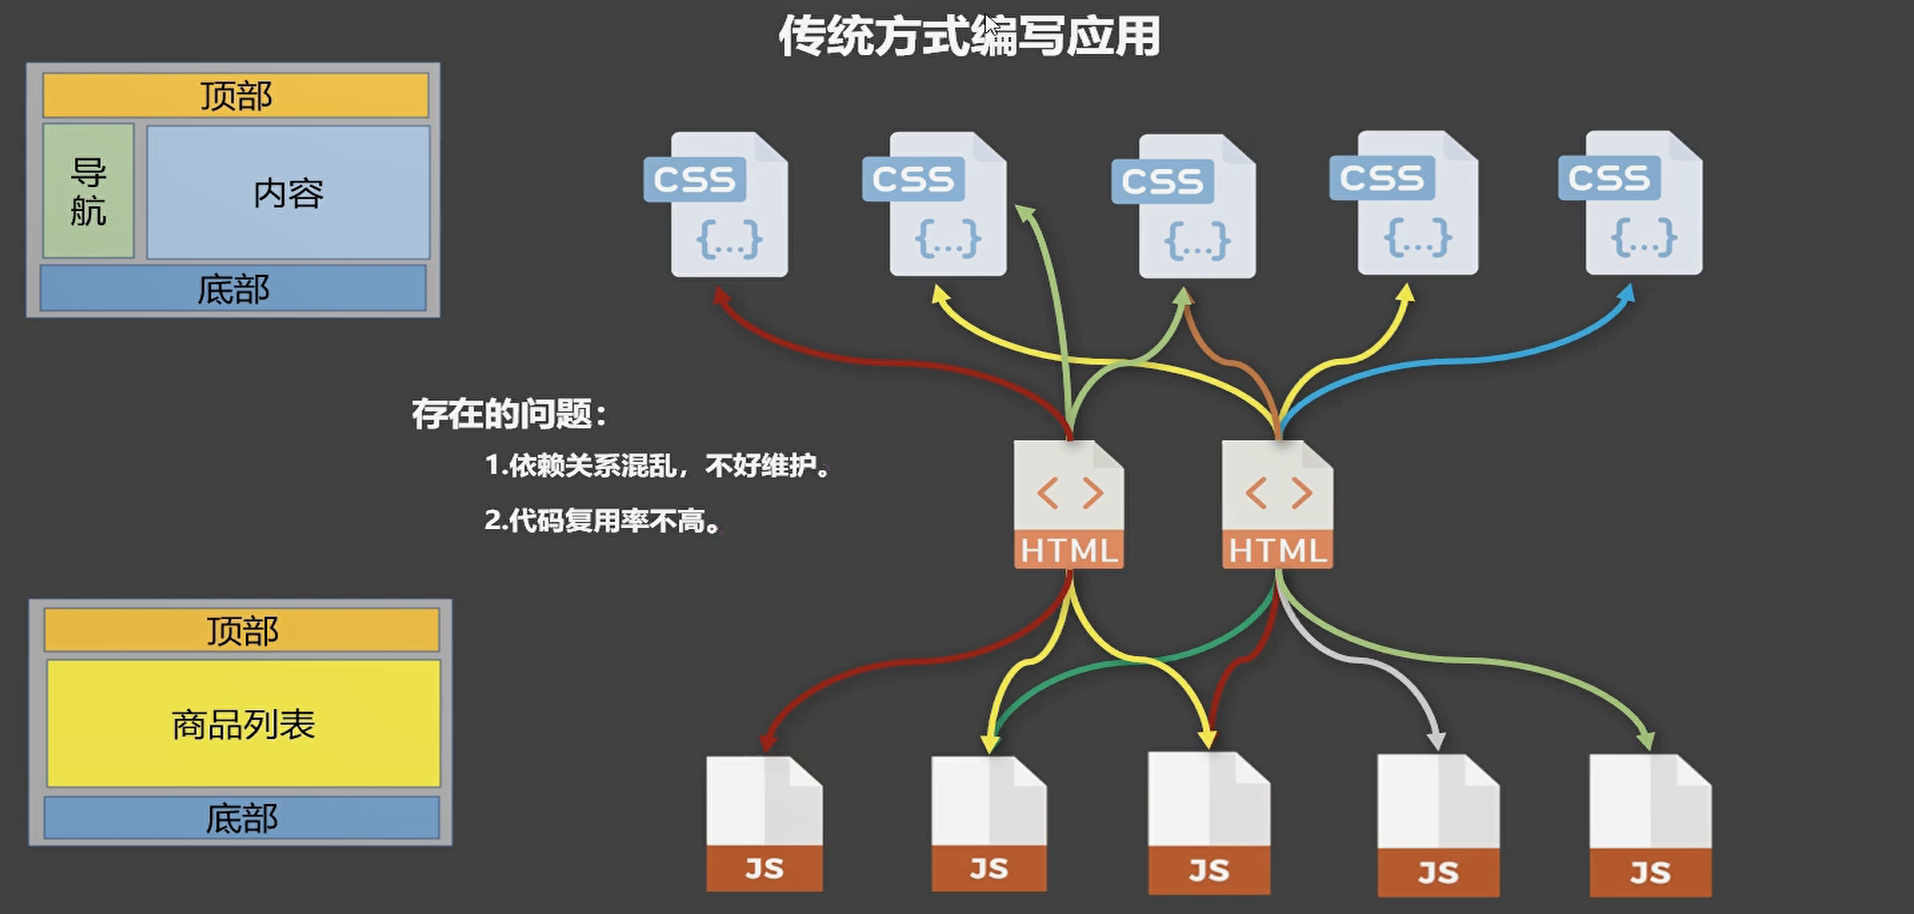 传统方式编写应用
顶部
导航
内容
底部
CSS
{...}
CSS
{...}
CSS
{...}
CSS
{...}
CSS
{...}
存在的问题：
1.依赖关系混乱，不好维护。
2.代码复用率不高。
< >
HTML
< >
HTML
顶部
商品列表
底部
JS
JS
JS
JS
JS